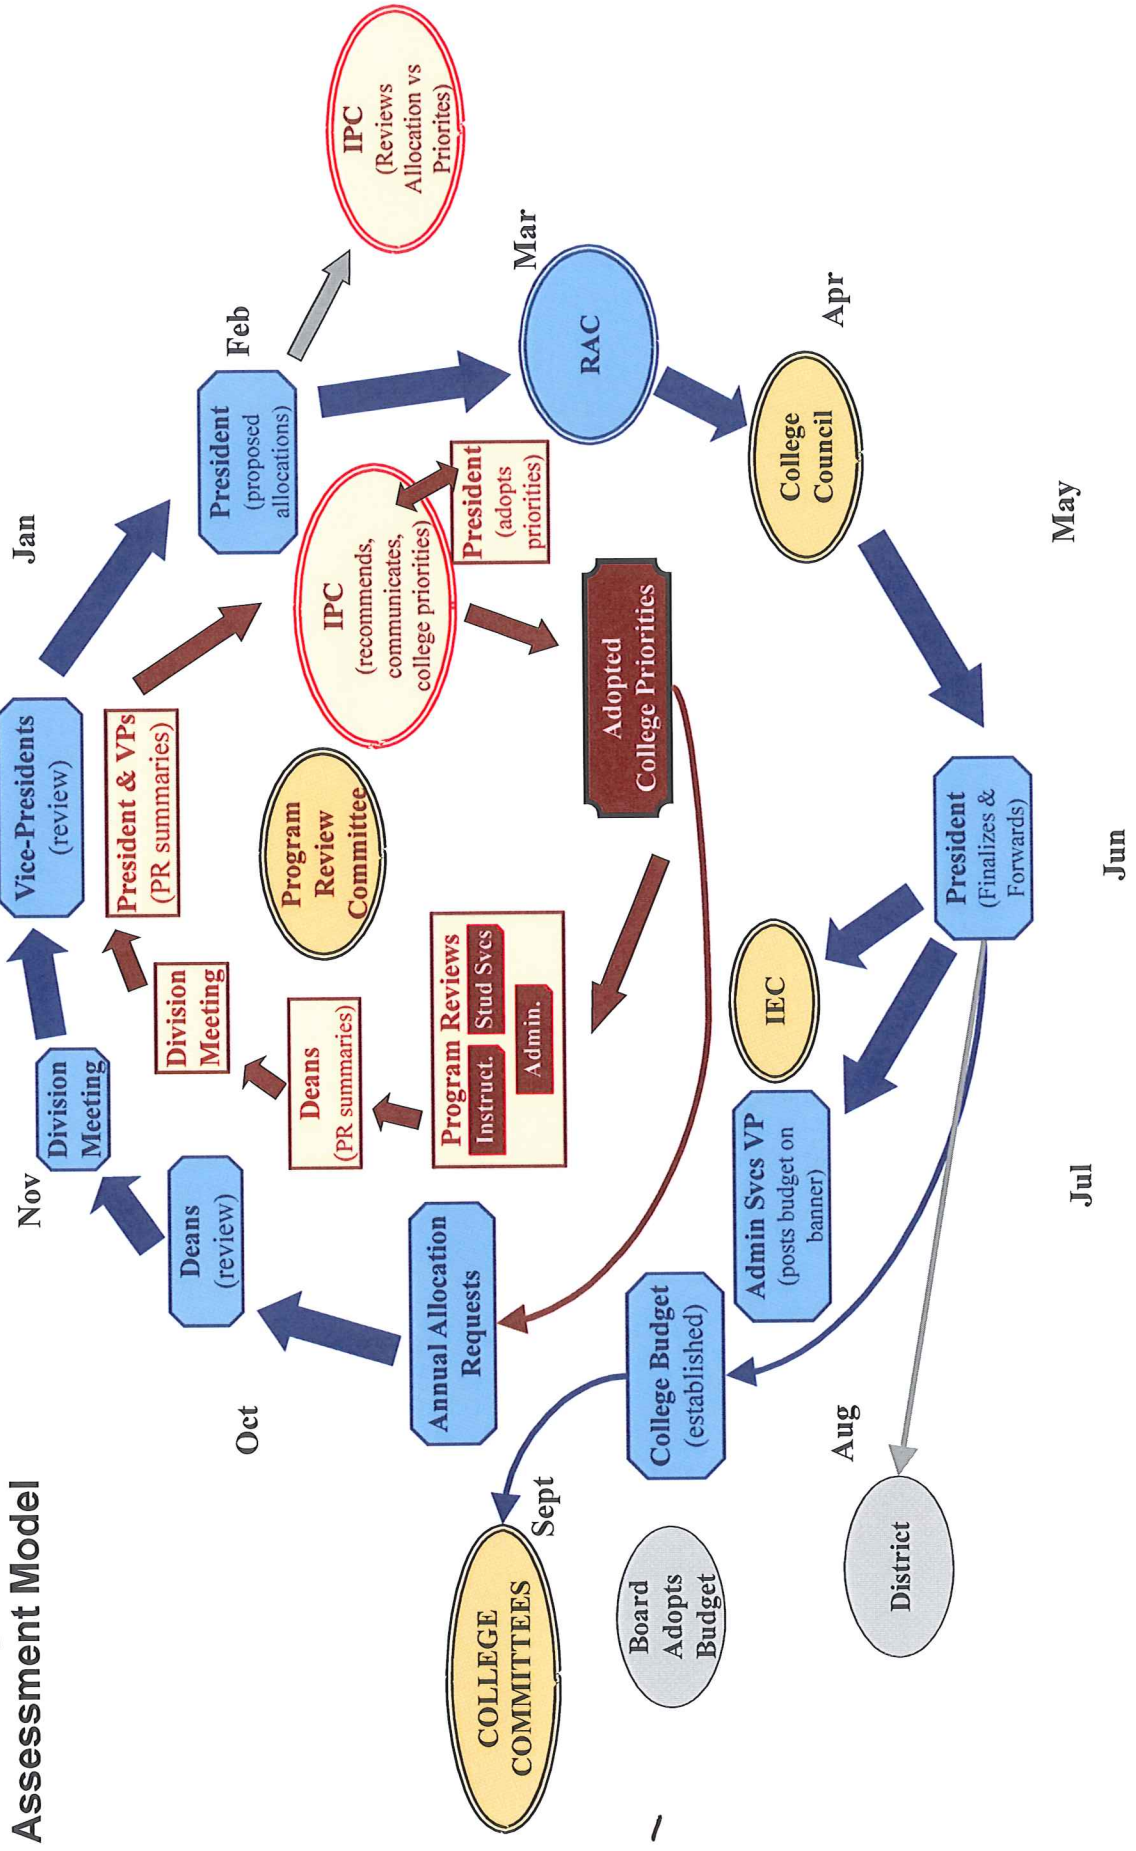 Assessment Model
Jan
Nov
Vice-Presidents
(review)
President & VPs
(PR summaries)
Division
Meeting
Division
Meeting
Deans
(review)
Deans
(PR summaries)
Oct
Feb
President
(proposed
allocations)
IPC
(Reviews
Allocation vs
Priorites)
IPC
(recommends,
communicates,
college priorities)
President
(adopts
priorities)
Program
Review
Committee
Program Reviews
Instruct.
Stud Svcs
Admin.
Annual Allocation
Requests
Mar
RAC
Adopted
College Priorities
Sept
COLLEGE
COMMITTEES
College Budget
(established)
Board
Adopts
Budget
Apr
College
Council
IEC
Admin Svcs VP
(posts budget on
banner)
Aug
District
May
President
(Finalizes &
Forwards)
Jun
Jul